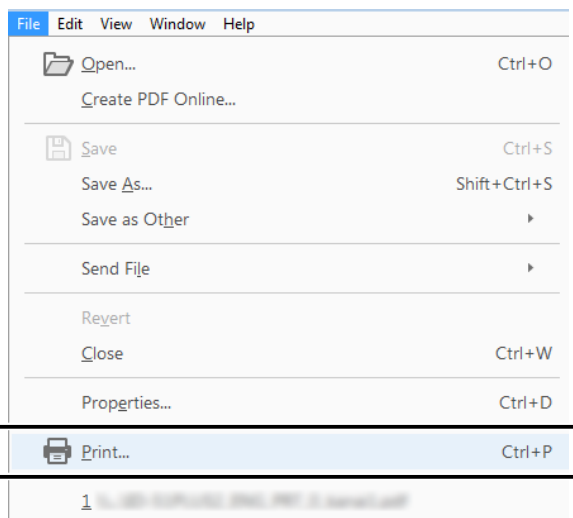 File Edit View Window Help
Open... Ctrl+O
Create PDF Online...
Save Ctrl+S
Save As... Shift+Ctrl+S
Save as Other
Send File
Revert
Close Ctrl+W
Properties... Ctrl+D
Print... Ctrl+P
1